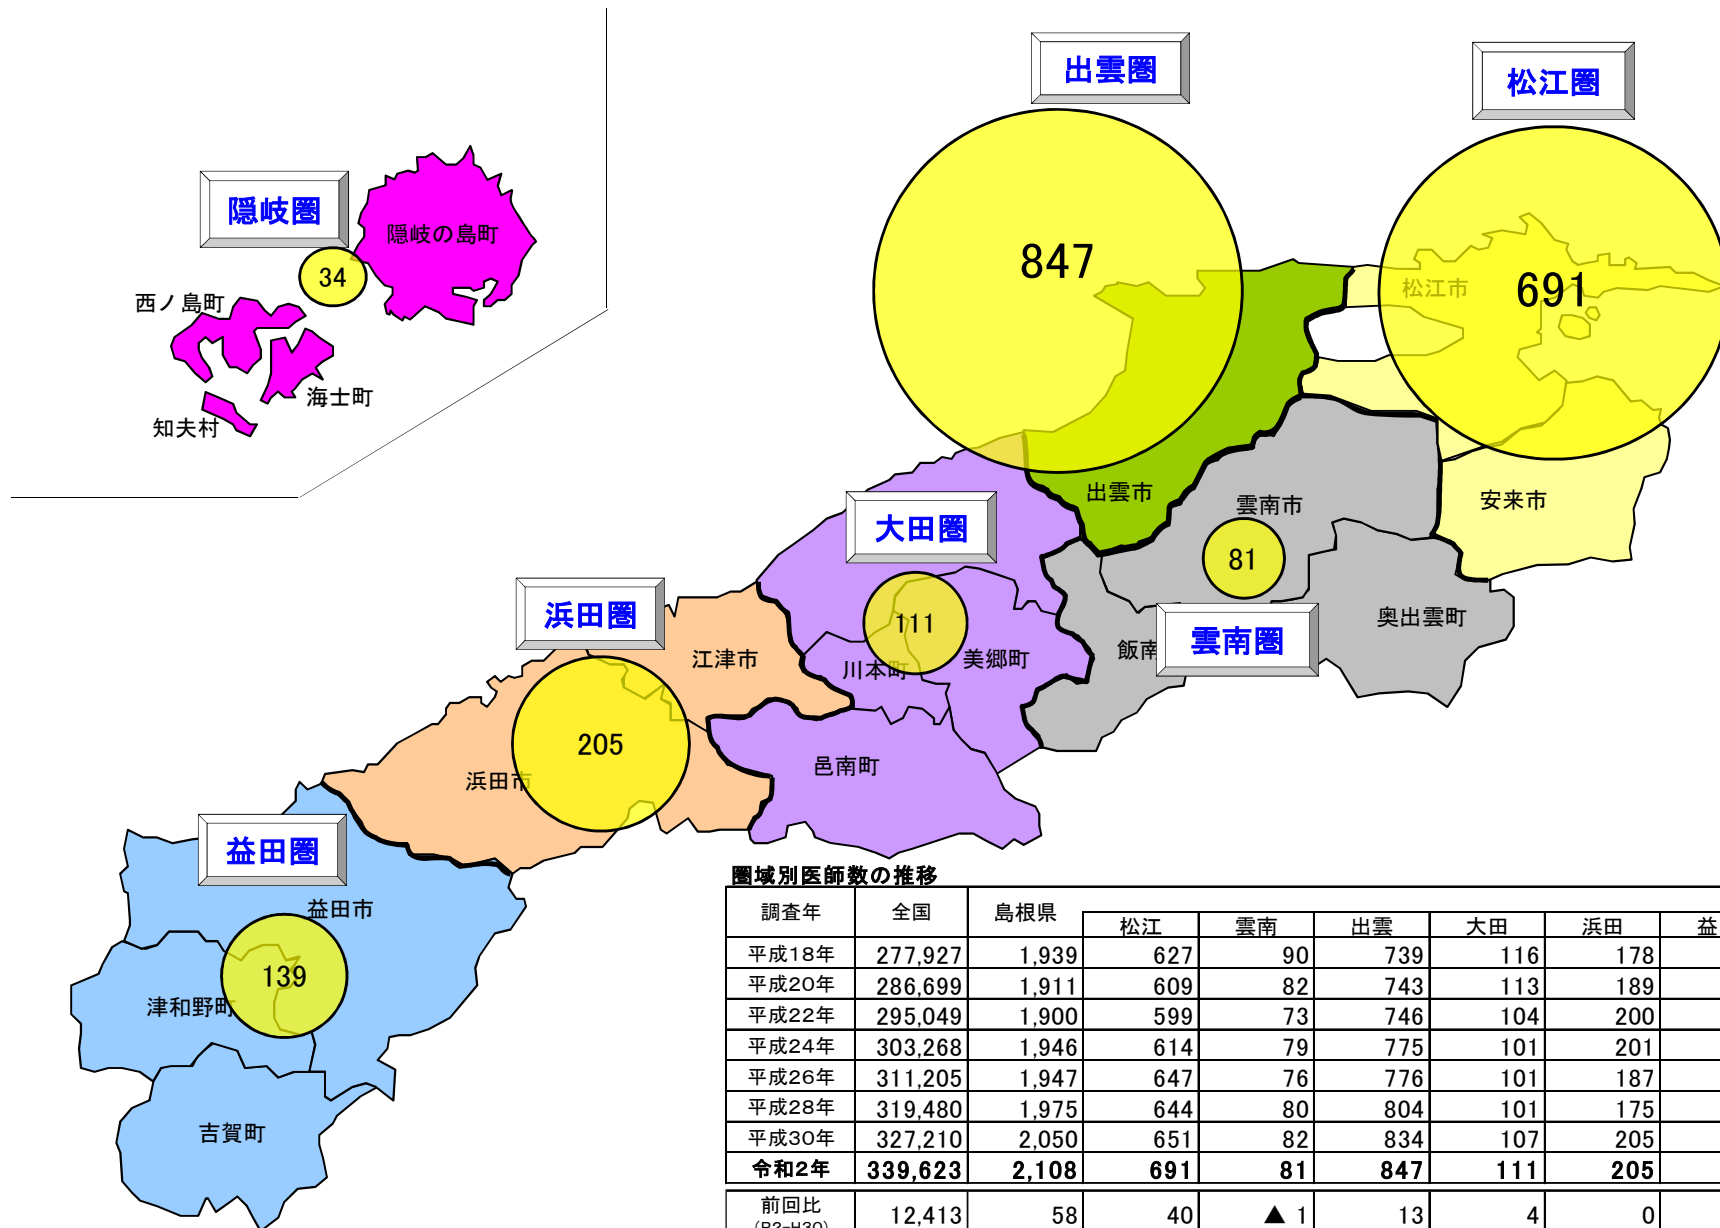 出雲圏
松江圏
隠岐圏
隠岐の島町
847
34
西ノ島町
松江市
691
海士町
知夫村
出雲市
雲南市
安来市
大田圏
81
浜田圏
111
奥出雲町
雲南圏
飯南
江津市
川本町
美郷町
205
浜田市
邑南町
益田圏
益田市
139
津和野町
吉賀町
圏域別医師数の推移
調査年 全国 島根県 松江 雲南 出雲 大田 浜田 益
平成18年 277,927 1,939 627 90 739 116 178
平成20年 286,699 1,911 609 82 743 113 189
平成22年 295,049 1,900 599 73 746 104 200
平成24年 303,268 1,946 614 79 775 101 201
平成26年 311,205 1,947 647 76 776 101 187
平成28年 319,480 1,975 644 80 804 101 175
平成30年 327,210 2,050 651 82 834 107 205
令和2年 339,623 2,108 691 81 847 111 205
前回比 12,413 58 40 ▲ 1 13 4 0
(R2-H30)